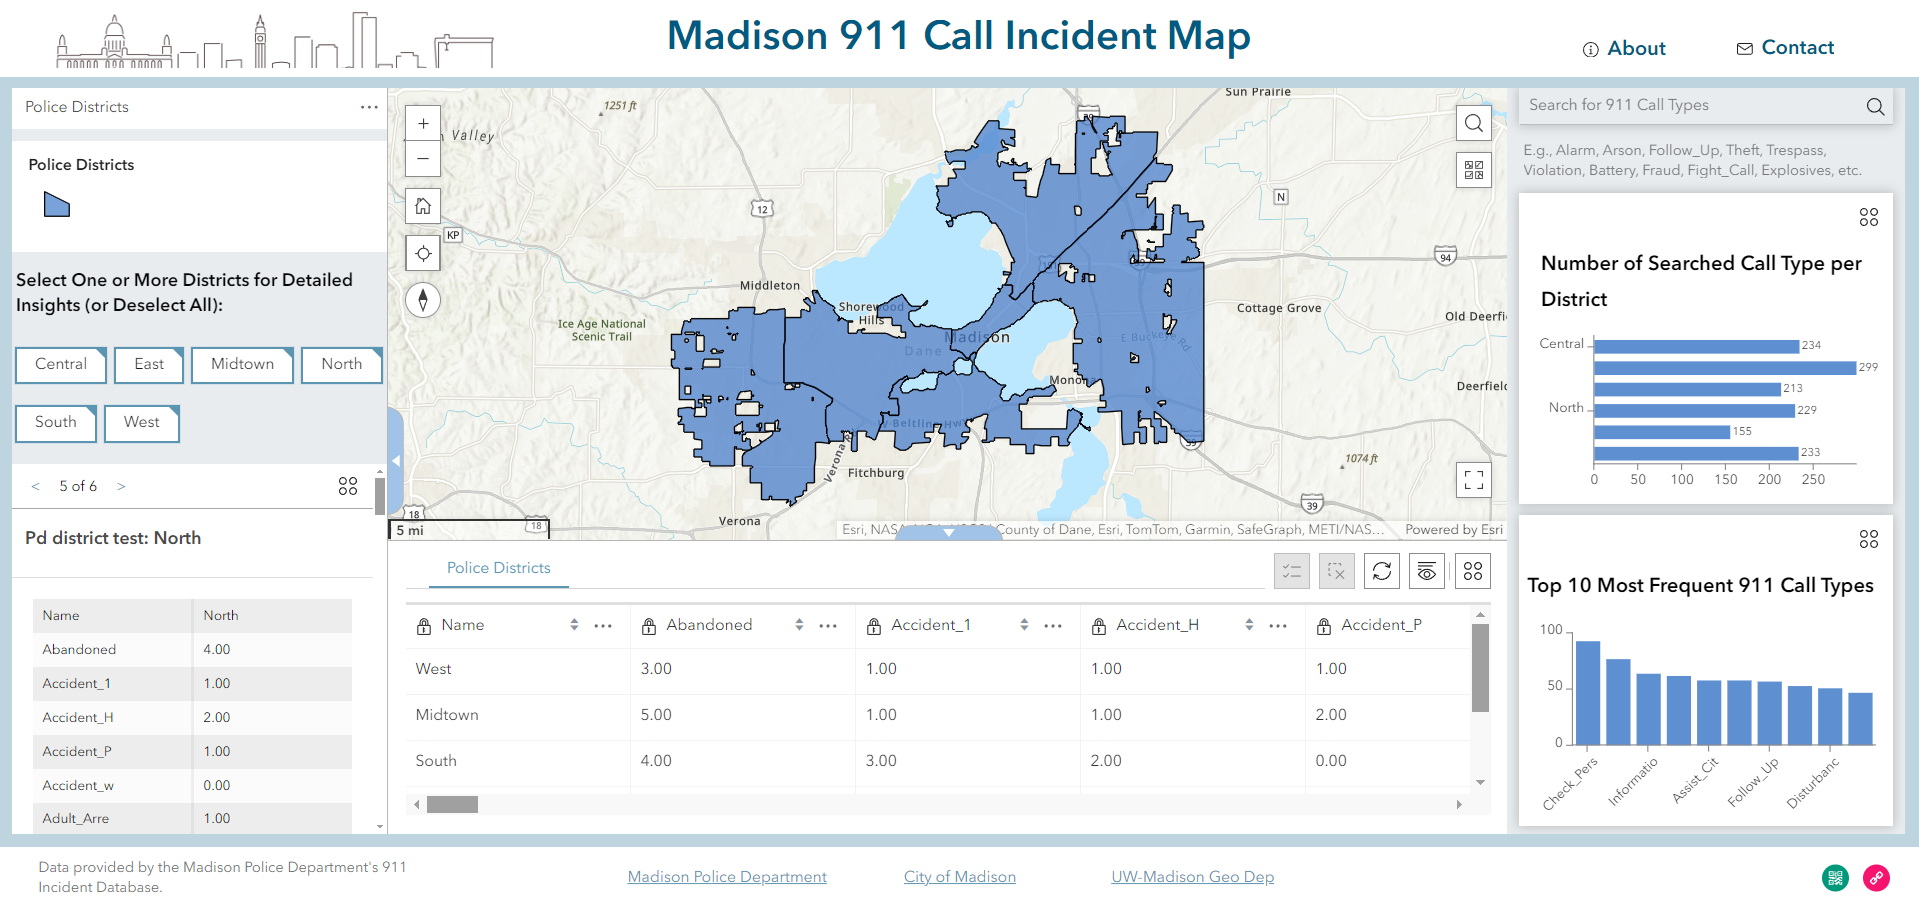 Madison 911 Call Incident Map
About
Contact
Police Districts
Police Districts
Select One or More Districts for Detailed
Insights (or Deselect All):
Central
East
Midtown
North
South
West
< 5 of 6 >
Pd district test: North
Name North
Abandoned 4.00
Accident_1 1.00
Accident_H 2.00
Accident_P 1.00
Accident_w 0.00
Adult_Arre 1.00
1251 ft
Valley
Sun Prairie
12
KP
N
94
Middleton
Shorewood
Hills
Ice Age National
Scenic Trail
Madison
Dane
E Buckeye Rd
Cottage Grove
Old Deerfi
Deerfield
Monona
W Beltline Hwy
Verona Rd
Fitchburg
39
1074 ft
39
Verona
18
18
5 mi
Esri, NASA, NGA, USGS | County of Dane, Esri, TomTom, Garmin, SafeGraph, METI/NAS...
Powered by Esri
Police Districts
Name Abandoned Accident_1 Accident_H Accident_P
West 3.00 1.00 1.00 1.00
Midtown 5.00 1.00 1.00 2.00
South 4.00 3.00 2.00 0.00
Search for 911 Call Types
E.g., Alarm, Arson, Follow_Up, Theft, Trespass,
Violation, Battery, Fraud, Fight_Call, Explosives, etc.
Number of Searched Call Type per
District
Central 234
299
213
North 229
155
233
0 50 100 150 200 250
Top 10 Most Frequent 911 Call Types
100
50
0
Check_Pers
Informatio
Assist_Cit
Follow_Up
Disturbanc
Data provided by the Madison Police Department's 911
Incident Database.
Madison Police Department
City of Madison
UW-Madison Geo Dep